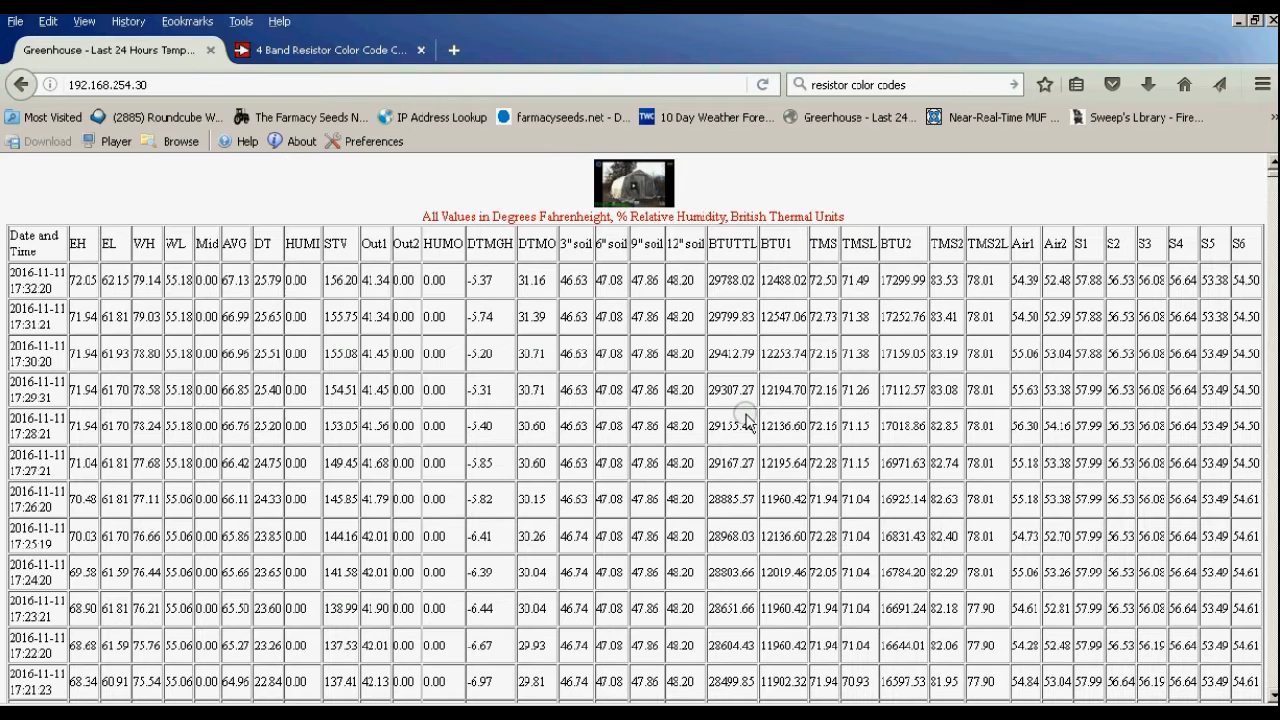 File Edit View History Bookmarks Tools Help
Greenhouse - Last 24 Hours Temp... 4 Band Resistor Color Code C...
192.168.254.30 resistor color codes
Most Visited (2885) Roundcube W... The Farmacy Seeds N... IP Address Lookup farmacyseeds.net - D... TWC 10 Day Weather Fore... Greenhouse - Last 24... Near-Real-Time MUF ... Sweep's Library - Fire...
Download Player Browse Help About Preferences
All Values in Degrees Fahrenheight, % Relative Humidity, British Thermal Units
Date and Time EH EL WH WL Mid AVG DT HUMI STV Out1 Out2 HUMO DTMGH DTMO 3"soil 6"soil 9"soil 12"soil BTUTTL BTU1 TMS TMSL BTU2 TMS2 TMS2L Air1 Air2 S1 S2 S3 S4 S5 S6
2016-11-11 17:32:20 72.05 62.15 79.14 55.18 0.00 67.13 25.79 0.00 156.20 41.34 0.00 0.00 -5.37 31.16 46.63 47.08 47.86 48.20 29788.02 12488.02 72.50 71.49 17299.99 83.53 78.01 54.39 52.48 57.88 56.53 56.08 56.64 53.38 54.50
2016-11-11 17:31:21 71.94 61.81 79.03 55.18 0.00 66.99 25.65 0.00 155.75 41.34 0.00 0.00 -5.74 31.39 46.63 47.08 47.86 48.20 29799.83 12547.06 72.73 71.38 17252.76 83.41 78.01 54.50 52.59 57.88 56.53 56.08 56.64 53.38 54.50
2016-11-11 17:30:20 71.94 61.93 78.80 55.18 0.00 66.96 25.51 0.00 155.08 41.45 0.00 0.00 -5.20 30.71 46.63 47.08 47.86 48.20 29412.79 12253.74 72.16 71.38 17159.05 83.19 78.01 55.06 53.04 57.88 56.53 56.08 56.64 53.49 54.50
2016-11-11 17:29:31 71.94 61.70 78.58 55.18 0.00 66.85 25.40 0.00 154.51 41.45 0.00 0.00 -5.31 30.71 46.63 47.08 47.86 48.20 29307.27 12194.70 72.16 71.26 17112.57 83.08 78.01 55.63 53.38 57.99 56.53 56.08 56.64 53.49 54.50
2016-11-11 17:28:21 71.94 61.70 78.24 55.18 0.00 66.76 25.20 0.00 153.05 41.56 0.00 0.00 -5.40 30.60 46.63 47.08 47.86 48.20 12136.60 72.16 71.15 17018.86 82.85 78.01 56.30 54.16 57.99 56.53 56.08 56.64 53.49 54.50
2016-11-11 17:27:21 71.04 61.81 77.68 55.18 0.00 66.42 24.75 0.00 149.45 41.68 0.00 0.00 -5.85 30.60 46.63 47.08 47.86 48.20 29167.27 12195.64 72.28 71.15 16971.63 82.74 78.01 55.18 53.38 57.99 56.53 56.08 56.64 53.49 54.50
2016-11-11 17:26:20 70.48 61.81 77.11 55.06 0.00 66.11 24.33 0.00 145.85 41.79 0.00 0.00 -5.82 30.15 46.63 47.08 47.86 48.20 28885.57 11960.42 71.94 71.04 16925.14 82.63 78.01 55.18 53.38 57.99 56.53 56.08 56.64 53.49 54.61
2016-11-11 17:25:19 70.03 61.70 76.66 55.06 0.00 65.86 23.85 0.00 144.16 42.01 0.00 0.00 -6.41 30.26 46.74 47.08 47.86 48.20 28968.03 12136.60 72.28 71.04 16831.43 82.40 78.01 54.73 52.70 57.99 56.53 56.08 56.64 53.49 54.61
2016-11-11 17:24:20 69.58 61.59 76.44 55.06 0.00 65.66 23.65 0.00 141.58 42.01 0.00 0.00 -6.39 30.04 46.74 47.08 47.86 48.20 28803.66 12019.46 72.05 71.04 16784.20 82.29 78.01 55.06 53.26 57.99 56.53 56.08 56.64 53.49 54.61
2016-11-11 17:23:21 68.90 61.81 76.21 55.06 0.00 65.50 23.60 0.00 138.99 41.90 0.00 0.00 -6.44 30.04 46.74 47.08 47.86 48.20 28651.66 11960.42 71.94 71.04 16691.24 82.18 77.90 54.61 52.81 57.99 56.53 56.08 56.64 53.49 54.61
2016-11-11 17:22:20 68.68 61.59 75.76 55.06 0.00 65.27 23.26 0.00 137.53 42.01 0.00 0.00 -6.67 29.93 46.74 47.08 47.86 48.20 28604.43 11960.42 71.94 71.04 16644.01 82.06 77.90 54.28 52.25 57.99 56.53 56.19 56.64 53.49 54.61
2016-11-11 17:21:23 68.34 60.91 75.54 55.06 0.00 64.96 22.84 0.00 137.41 42.13 0.00 0.00 -6.97 29.81 46.74 47.08 47.86 48.20 28499.85 11902.32 71.94 70.93 16597.53 81.95 77.90 54.84 53.04 57.99 56.64 56.19 56.64 53.49 54.61